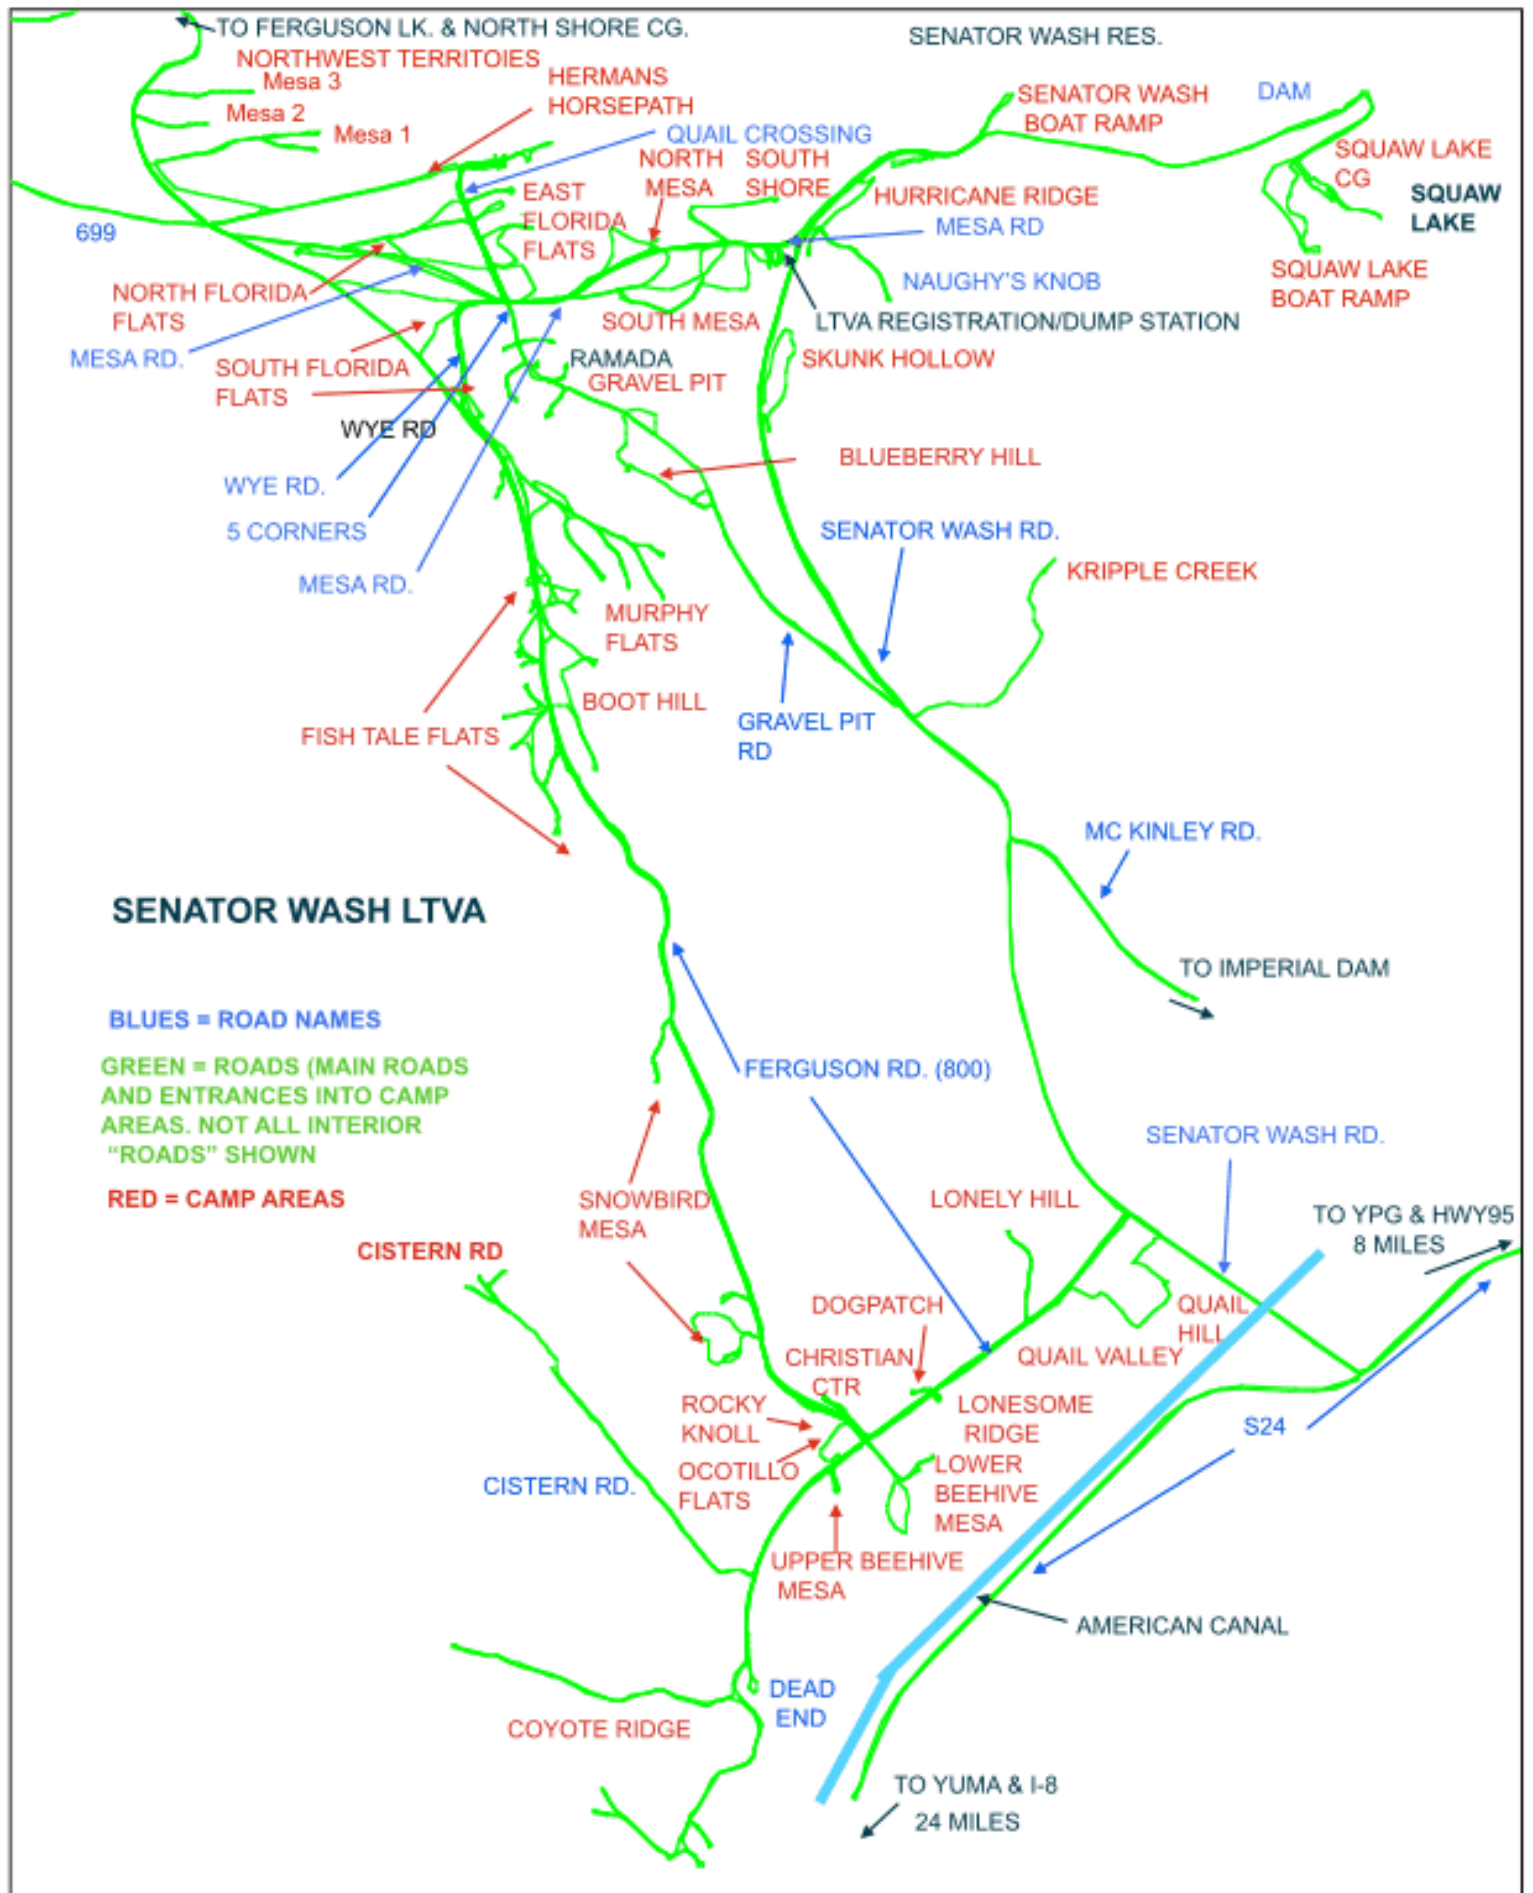 TO FERGUSON LK. & NORTH SHORE CG.
SENATOR WASH RES.
NORTHWEST TERRITOIES
Mesa 3
Mesa 2
Mesa 1
HERMANS
HORSEPATH
QUAIL CROSSING
NORTH
MESA
SOUTH
SHORE
SENATOR WASH
BOAT RAMP
DAM
SQUAW LAKE
CG
SQUAW
LAKE
HURRICANE RIDGE
MESA RD
EAST
FLORIDA
FLATS
699
NAUGHY'S KNOB
SQUAW LAKE
BOAT RAMP
NORTH FLORIDA
FLATS
SOUTH MESA
LTVA REGISTRATION/DUMP STATION
MESA RD.
SOUTH FLORIDA
FLATS
RAMADA
GRAVEL PIT
SKUNK HOLLOW
WYE RD
BLUEBERRY HILL
WYE RD.
5 CORNERS
SENATOR WASH RD.
MESA RD.
KRIPPLE CREEK
MURPHY
FLATS
BOOT HILL
FISH TALE FLATS
GRAVEL PIT
RD
MC KINLEY RD.
SENATOR WASH LTVA
TO IMPERIAL DAM
BLUES = ROAD NAMES
GREEN = ROADS (MAIN ROADS
AND ENTRANCES INTO CAMP
AREAS. NOT ALL INTERIOR
“ROADS” SHOWN
RED = CAMP AREAS
FERGUSON RD. (800)
SENATOR WASH RD.
SNOWBIRD
MESA
LONELY HILL
TO YPG & HWY95
8 MILES
CISTERN RD
DOGPATCH
QUAIL
HILL
CHRISTIAN
CTR
QUAIL VALLEY
ROCKY
KNOLL
LONESOME
RIDGE
S24
OCOTILLO
FLATS
LOWER
BEEHIVE
MESA
CISTERN RD.
UPPER BEEHIVE
MESA
AMERICAN CANAL
DEAD
END
COYOTE RIDGE
TO YUMA & I-8
24 MILES